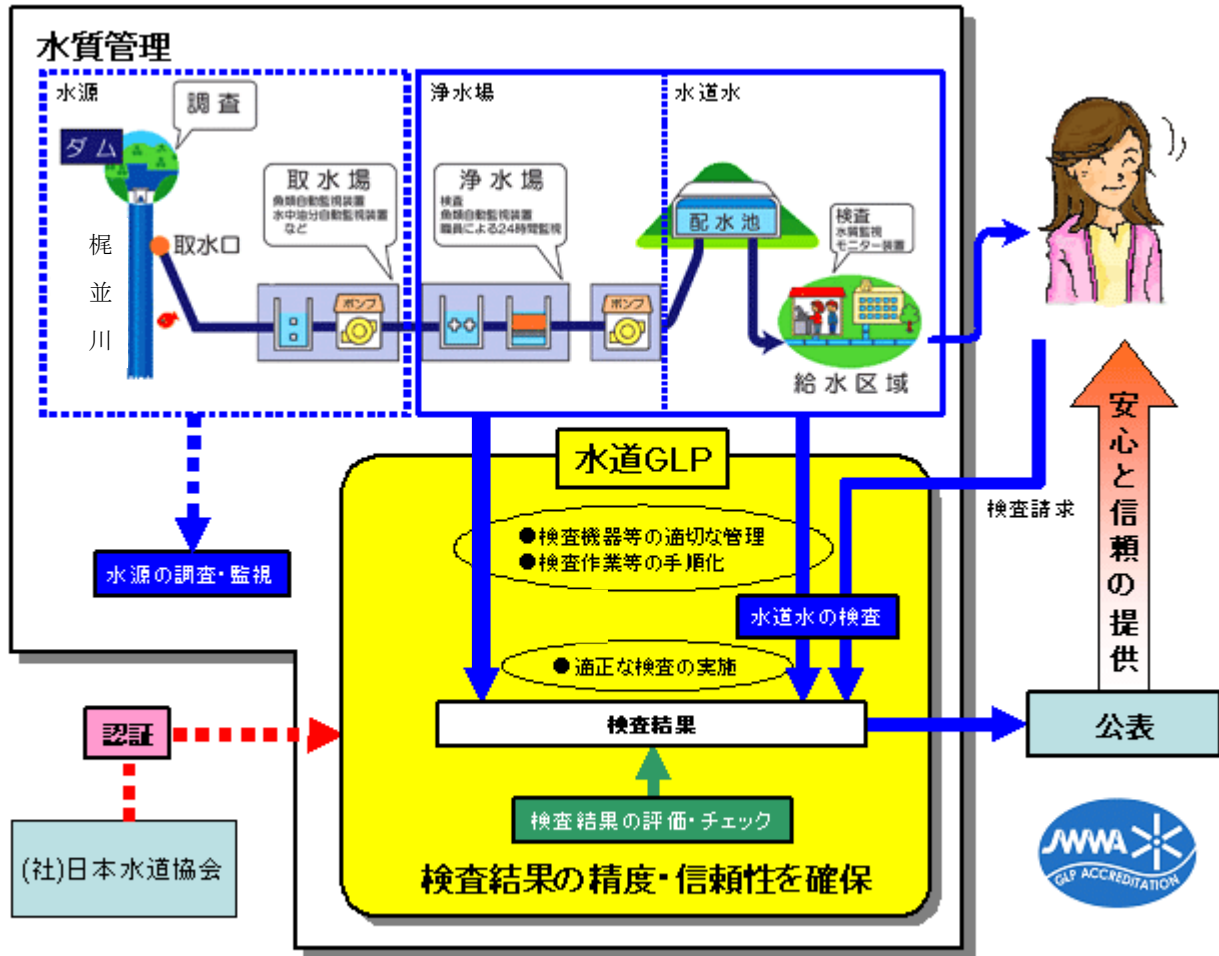 水質管理
水源
調査
ダム
取水口
梶並川
取水場
魚類自動監視装置
水中油分自動監視装置
など
ポンプ
浄水場
浄水場
検査
魚類自動監視装置
職員による24時間監視
ポンプ
水道水
配水池
検査
水質監視
モニター装置
給水区域
水道GLP
●検査機器等の適切な管理
●検査作業等の手順化
水源の調査・監視
水道水の検査
●適正な検査の実施
検査結果
検査結果の評価・チェック
検査結果の精度・信頼性を確保
検査請求
安心と信頼の提供
公表
認証
(社)日本水道協会
JWWA
GLP ACCREDITATION